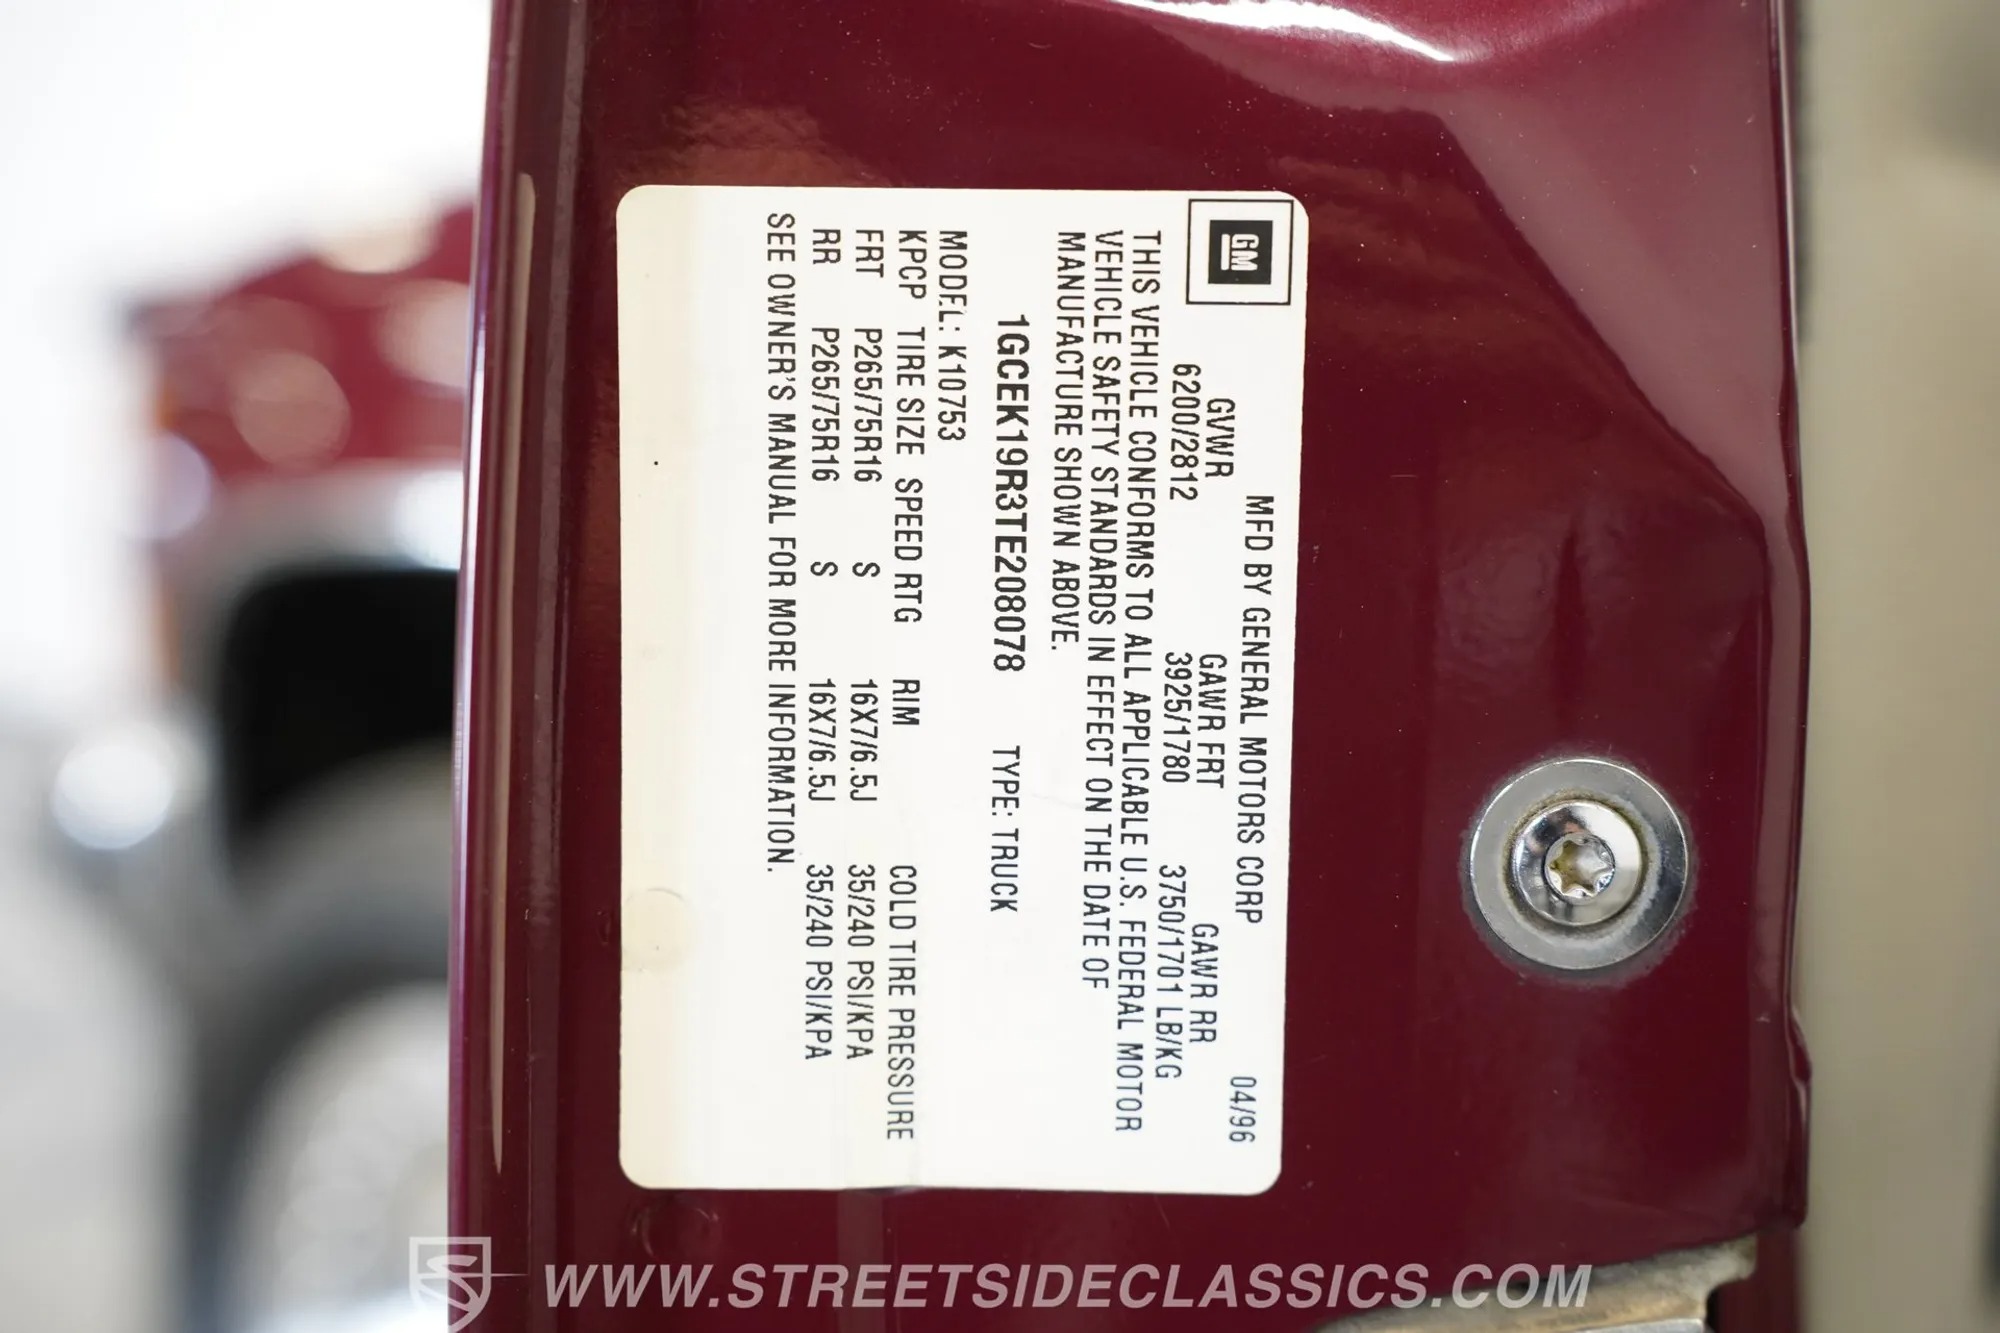 GM
MFD BY GENERAL MOTORS CORP 04/96
GVWR GAWR FRT GAWR RR
6200/2812 3925/1780 3750/1701 LB/KG
THIS VEHICLE CONFORMS TO ALL APPLICABLE U.S. FEDERAL MOTOR
VEHICLE SAFETY STANDARDS IN EFFECT ON THE DATE OF
MANUFACTURE SHOWN ABOVE.
1GCEK19R3TE208078 TYPE: TRUCK
MODEL: K10753
KPCP TIRE SIZE SPEED RTG RIM COLD TIRE PRESSURE
FRT P265/75R16 S 16X7/6.5J 35/240 PSI/KPA
RR P265/75R16 S 16X7/6.5J 35/240 PSI/KPA
SEE OWNER'S MANUAL FOR MORE INFORMATION.
WWW.STREETSIDECLASSICS.COM